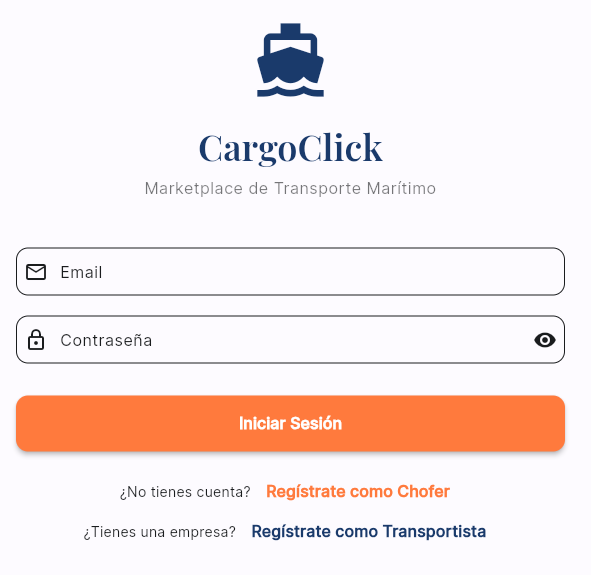 CargoClick
Marketplace de Transporte Marítimo
Email
Contraseña
Iniciar Sesión
¿No tienes cuenta? Regístrate como Chofer
¿Tienes una empresa? Regístrate como Transportista